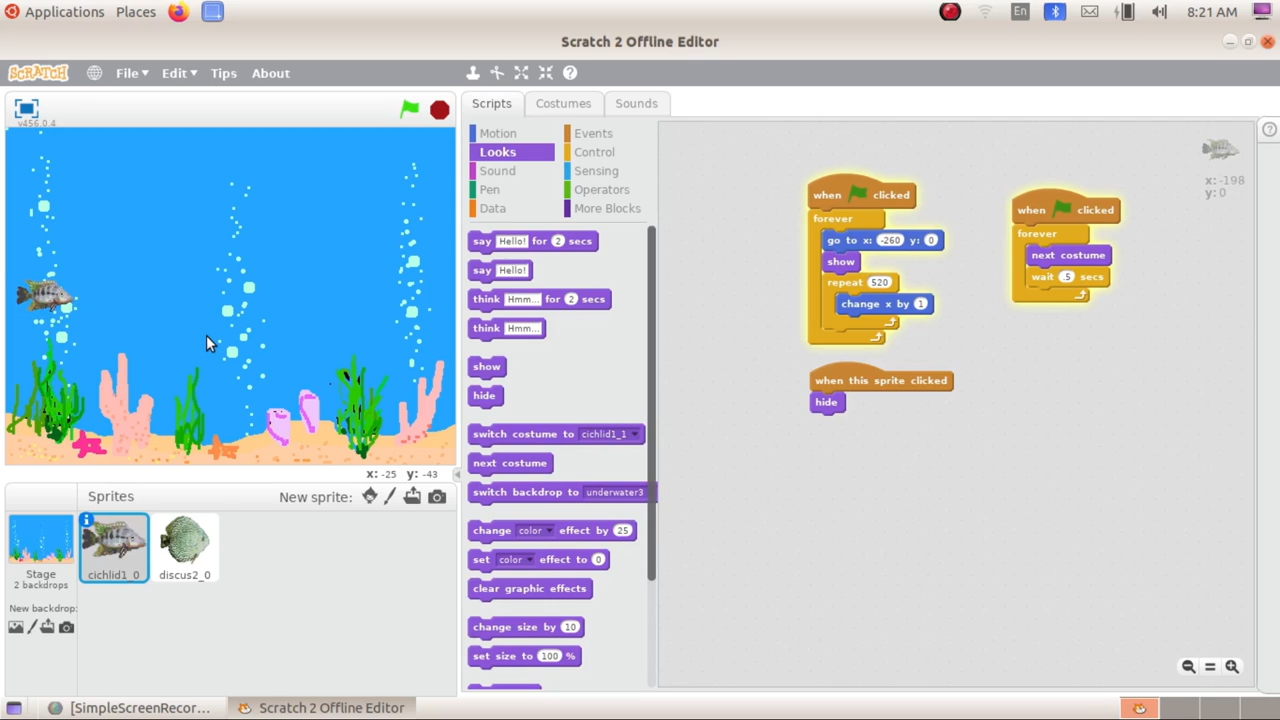 Applications Places En 8:21 AM
Scratch 2 Offline Editor
SCRATCH File Edit Tips About
v456.0.4
Scripts Costumes Sounds
Motion Events
Looks Control
Sound Sensing
Pen Operators
Data More Blocks
say Hello! for 2 secs
say Hello!
think Hmm... for 2 secs
think Hmm...
show
hide
switch costume to cichlid1_1
next costume
switch backdrop to underwater3
change color effect by 25
set color effect to 0
clear graphic effects
change size by 10
set size to 100 %
when clicked
forever
go to x: -260 y: 0
show
repeat 520
change x by 1
when this sprite clicked
hide
when clicked
forever
next costume
wait .5 secs
x: -198
y: 0
x: -25 y: -43
Sprites New sprite:
Stage
2 backdrops
New backdrop:
cichlid1_0
discus2_0
[SimpleScreenRecor... Scratch 2 Offline Editor